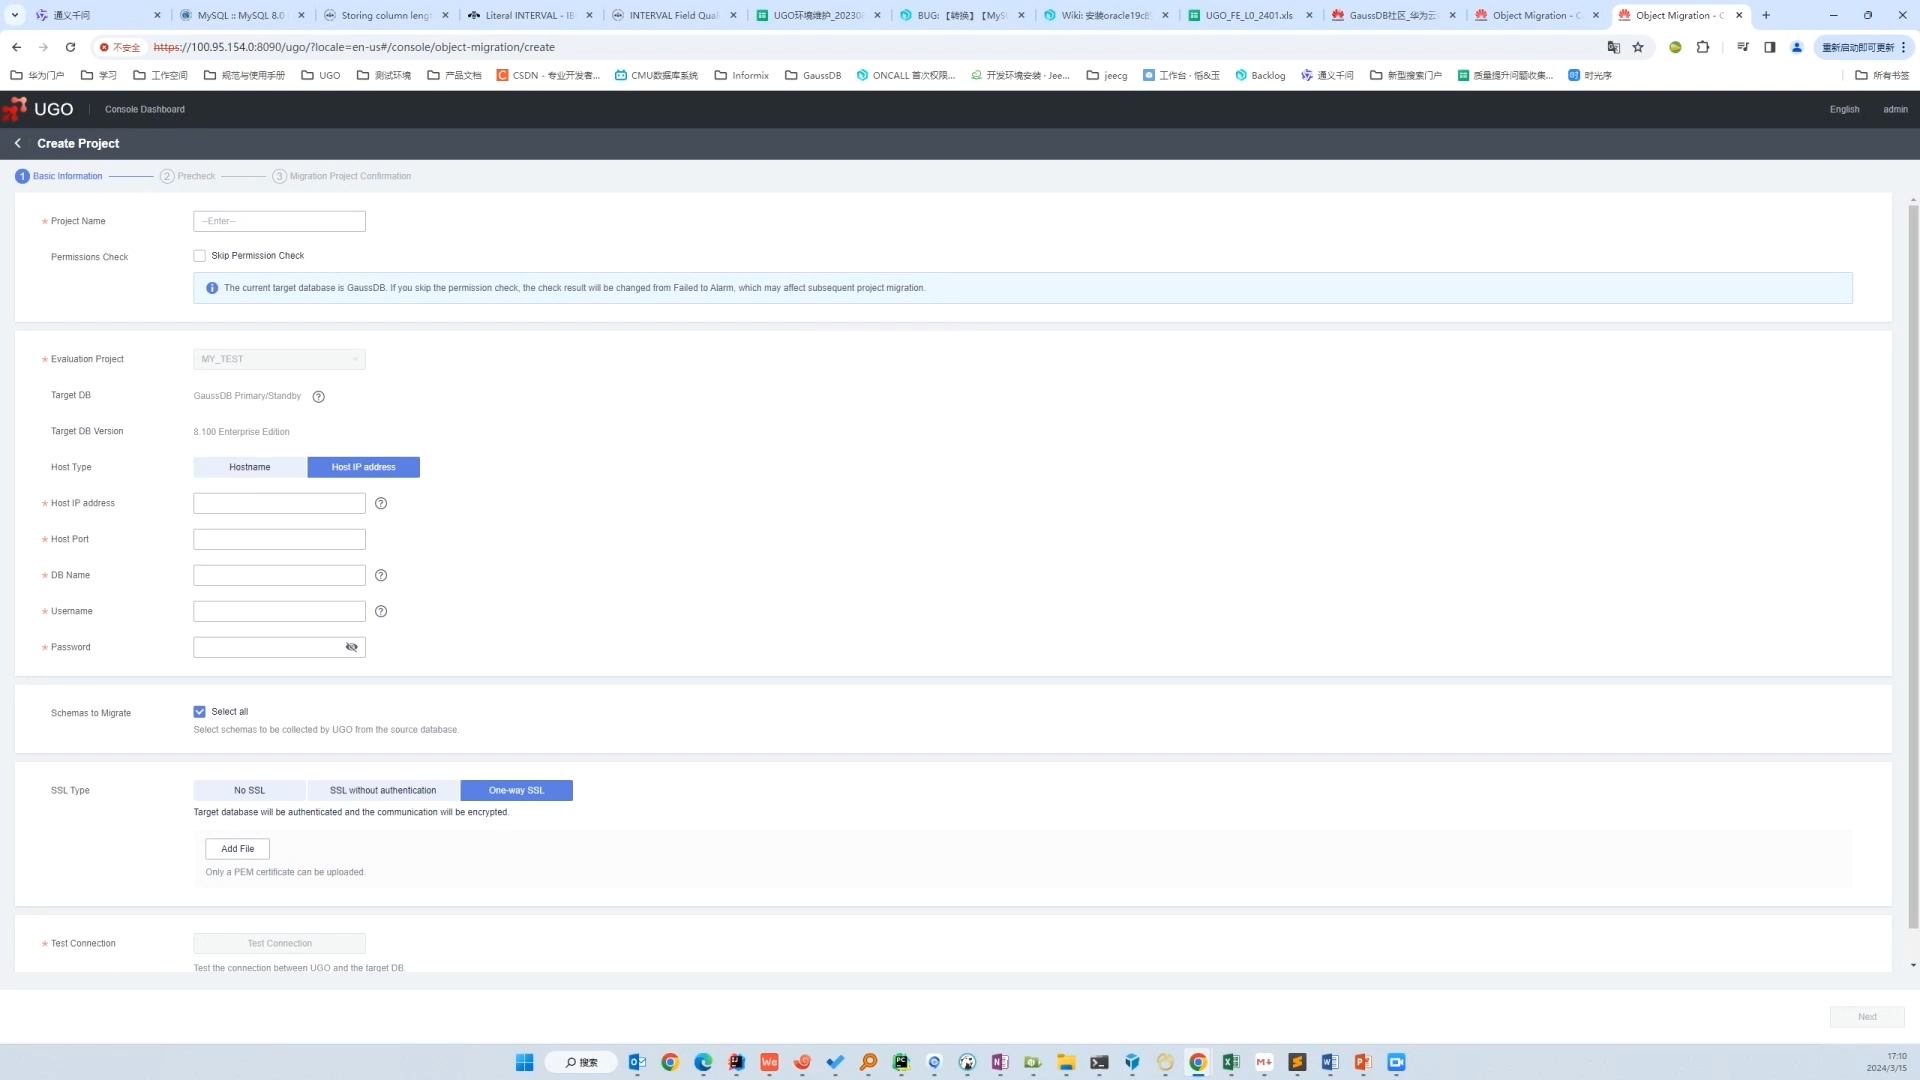 通义千问
MySQL :: MySQL 8.0
Storing column leng
Literal INTERVAL - IB
INTERVAL Field Qual
UGO环境维护_20230
BUG: 【转换】【MyS
Wiki: 安装oracle19c的
UGO_FE_L0_2401.xls
GaussDB社区_华为云
Object Migration - C
Object Migration - C
不安全 https://100.95.154.0:8090/ugo/?locale=en-us#/console/object-migration/create
重新启动即可更新
华为门户 学习 工作空间 规范与使用手册 UGO 测试环境 产品文档 CSDN - 专业开发者... CMU数据库系统 Informix GaussDB ONCALL 首次权限... 开发环境安装 · Jee... jeecg 工作台 · 恒&玉 Backlog 通义千问 新型搜索门户 质量提升问题收集... 时光序 所有书签
UGO Console Dashboard English admin
Create Project
1 Basic Information 2 Precheck 3 Migration Project Confirmation
* Project Name --Enter--
Permissions Check Skip Permission Check
The current target database is GaussDB. If you skip the permission check, the check result will be changed from Failed to Alarm, which may affect subsequent project migration.
* Evaluation Project MY_TEST
Target DB GaussDB Primary/Standby
Target DB Version 8.100 Enterprise Edition
Host Type Hostname Host IP address
* Host IP address
* Host Port
* DB Name
* Username
* Password
Schemas to Migrate Select all
Select schemas to be collected by UGO from the source database.
SSL Type No SSL SSL without authentication One-way SSL
Target database will be authenticated and the communication will be encrypted.
Add File
Only a PEM certificate can be uploaded.
* Test Connection Test Connection
Test the connection between UGO and the target DB.
Next
搜索
17:10
2024/3/15